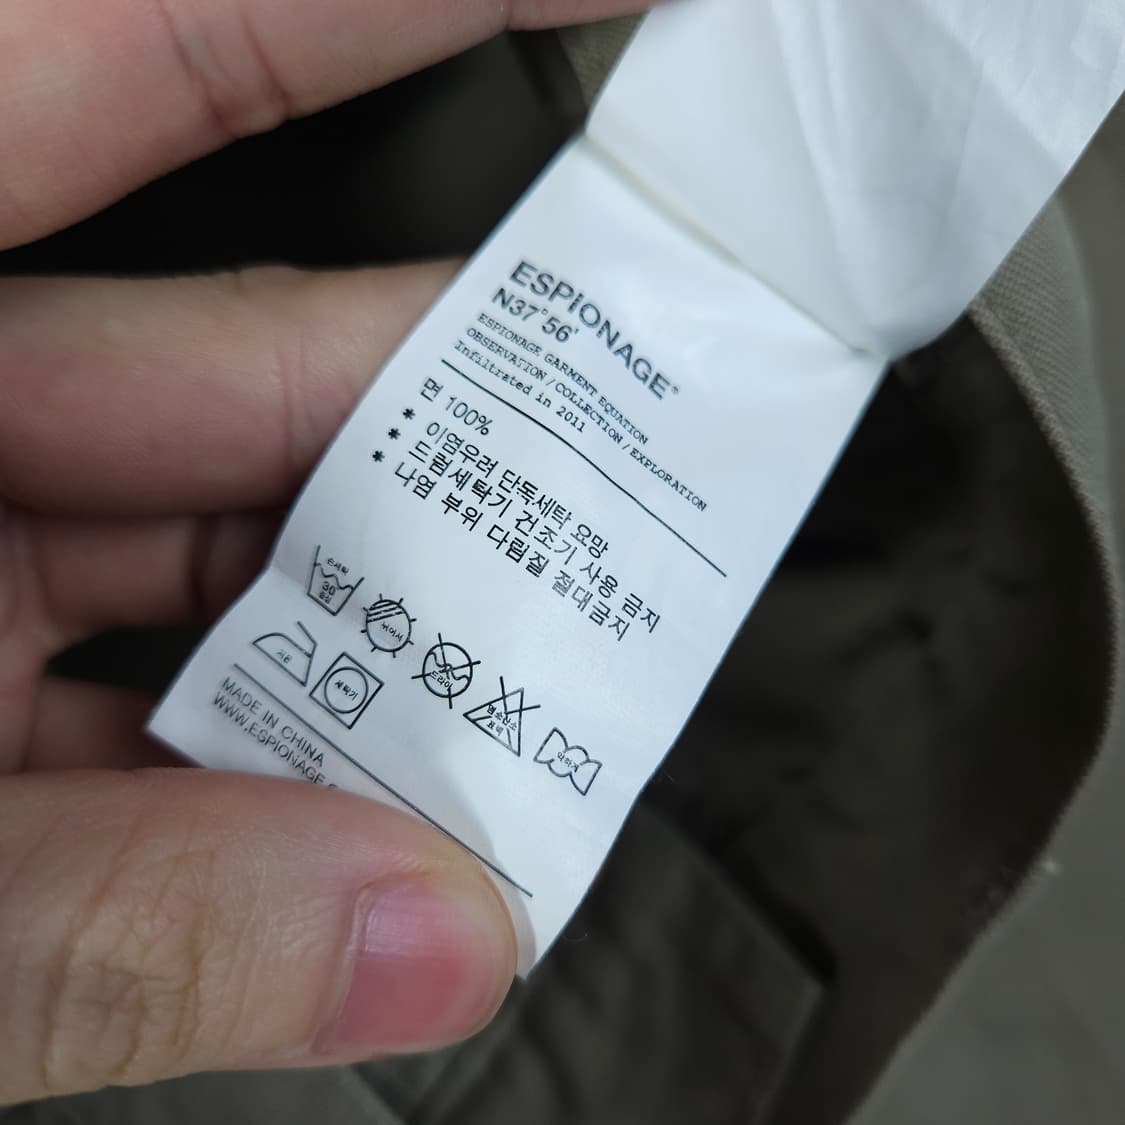 ESPIONAGE®
N37°56'
ESPIONAGE GARMENT EQUATION
OBSERVATION / COLLECTION / EXPLORATION
Infiltrated in 2011
면 100%
* 이염우려 단독세탁 요망
* 드럼세탁기 건조기 사용 금지
* 나염 부위 다림질 절대금지
손세탁
30
중성
뉘어서
드라이
염소산소
표백
약하게
세탁기
MADE IN CHINA
WWW.ESPIONAGE